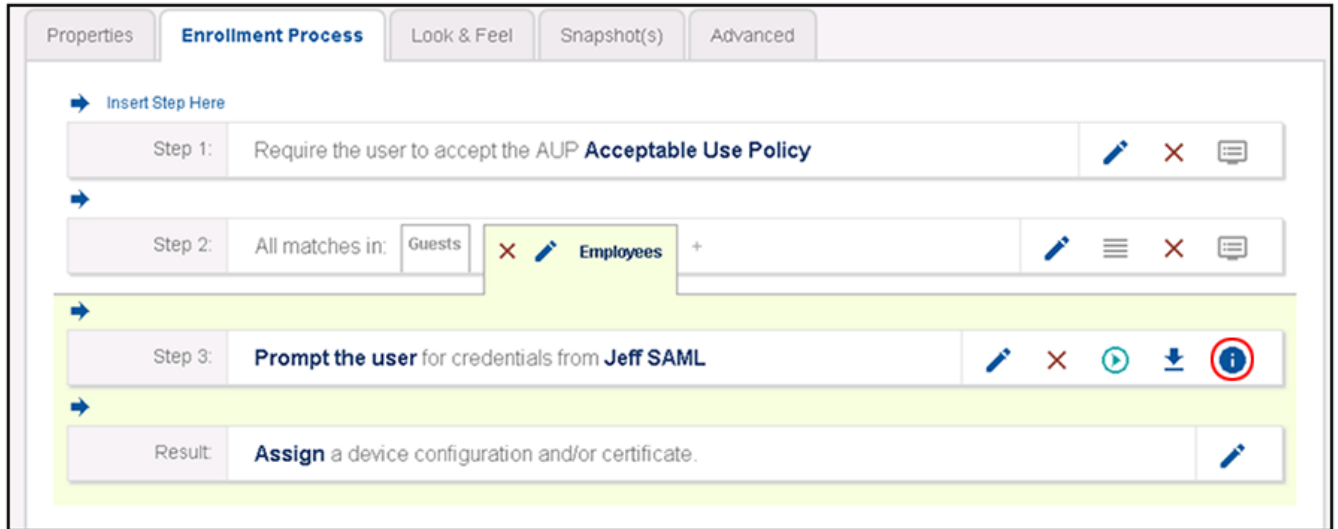 Properties Enrollment Process Look & Feel Snapshot(s) Advanced
Insert Step Here
Step 1: Require the user to accept the AUP Acceptable Use Policy
Step 2: All matches in: Guests Employees +
Step 3: Prompt the user for credentials from Jeff SAML
Result: Assign a device configuration and/or certificate.